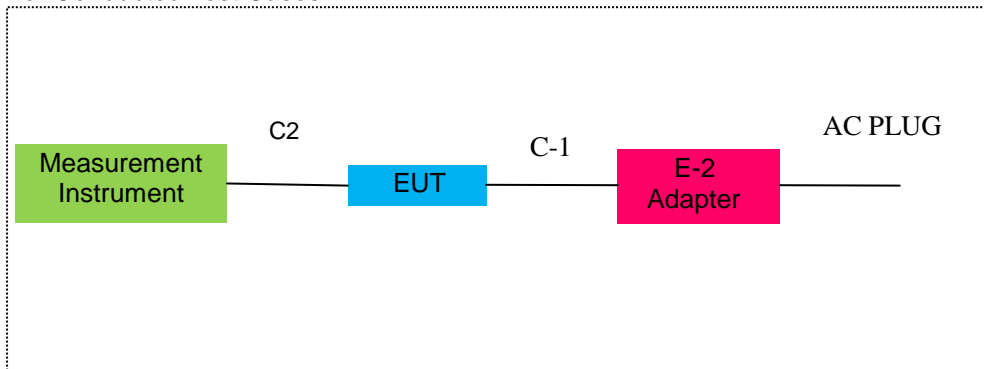 C2
C-1
AC PLUG
Measurement
Instrument
EUT
E-2
Adapter